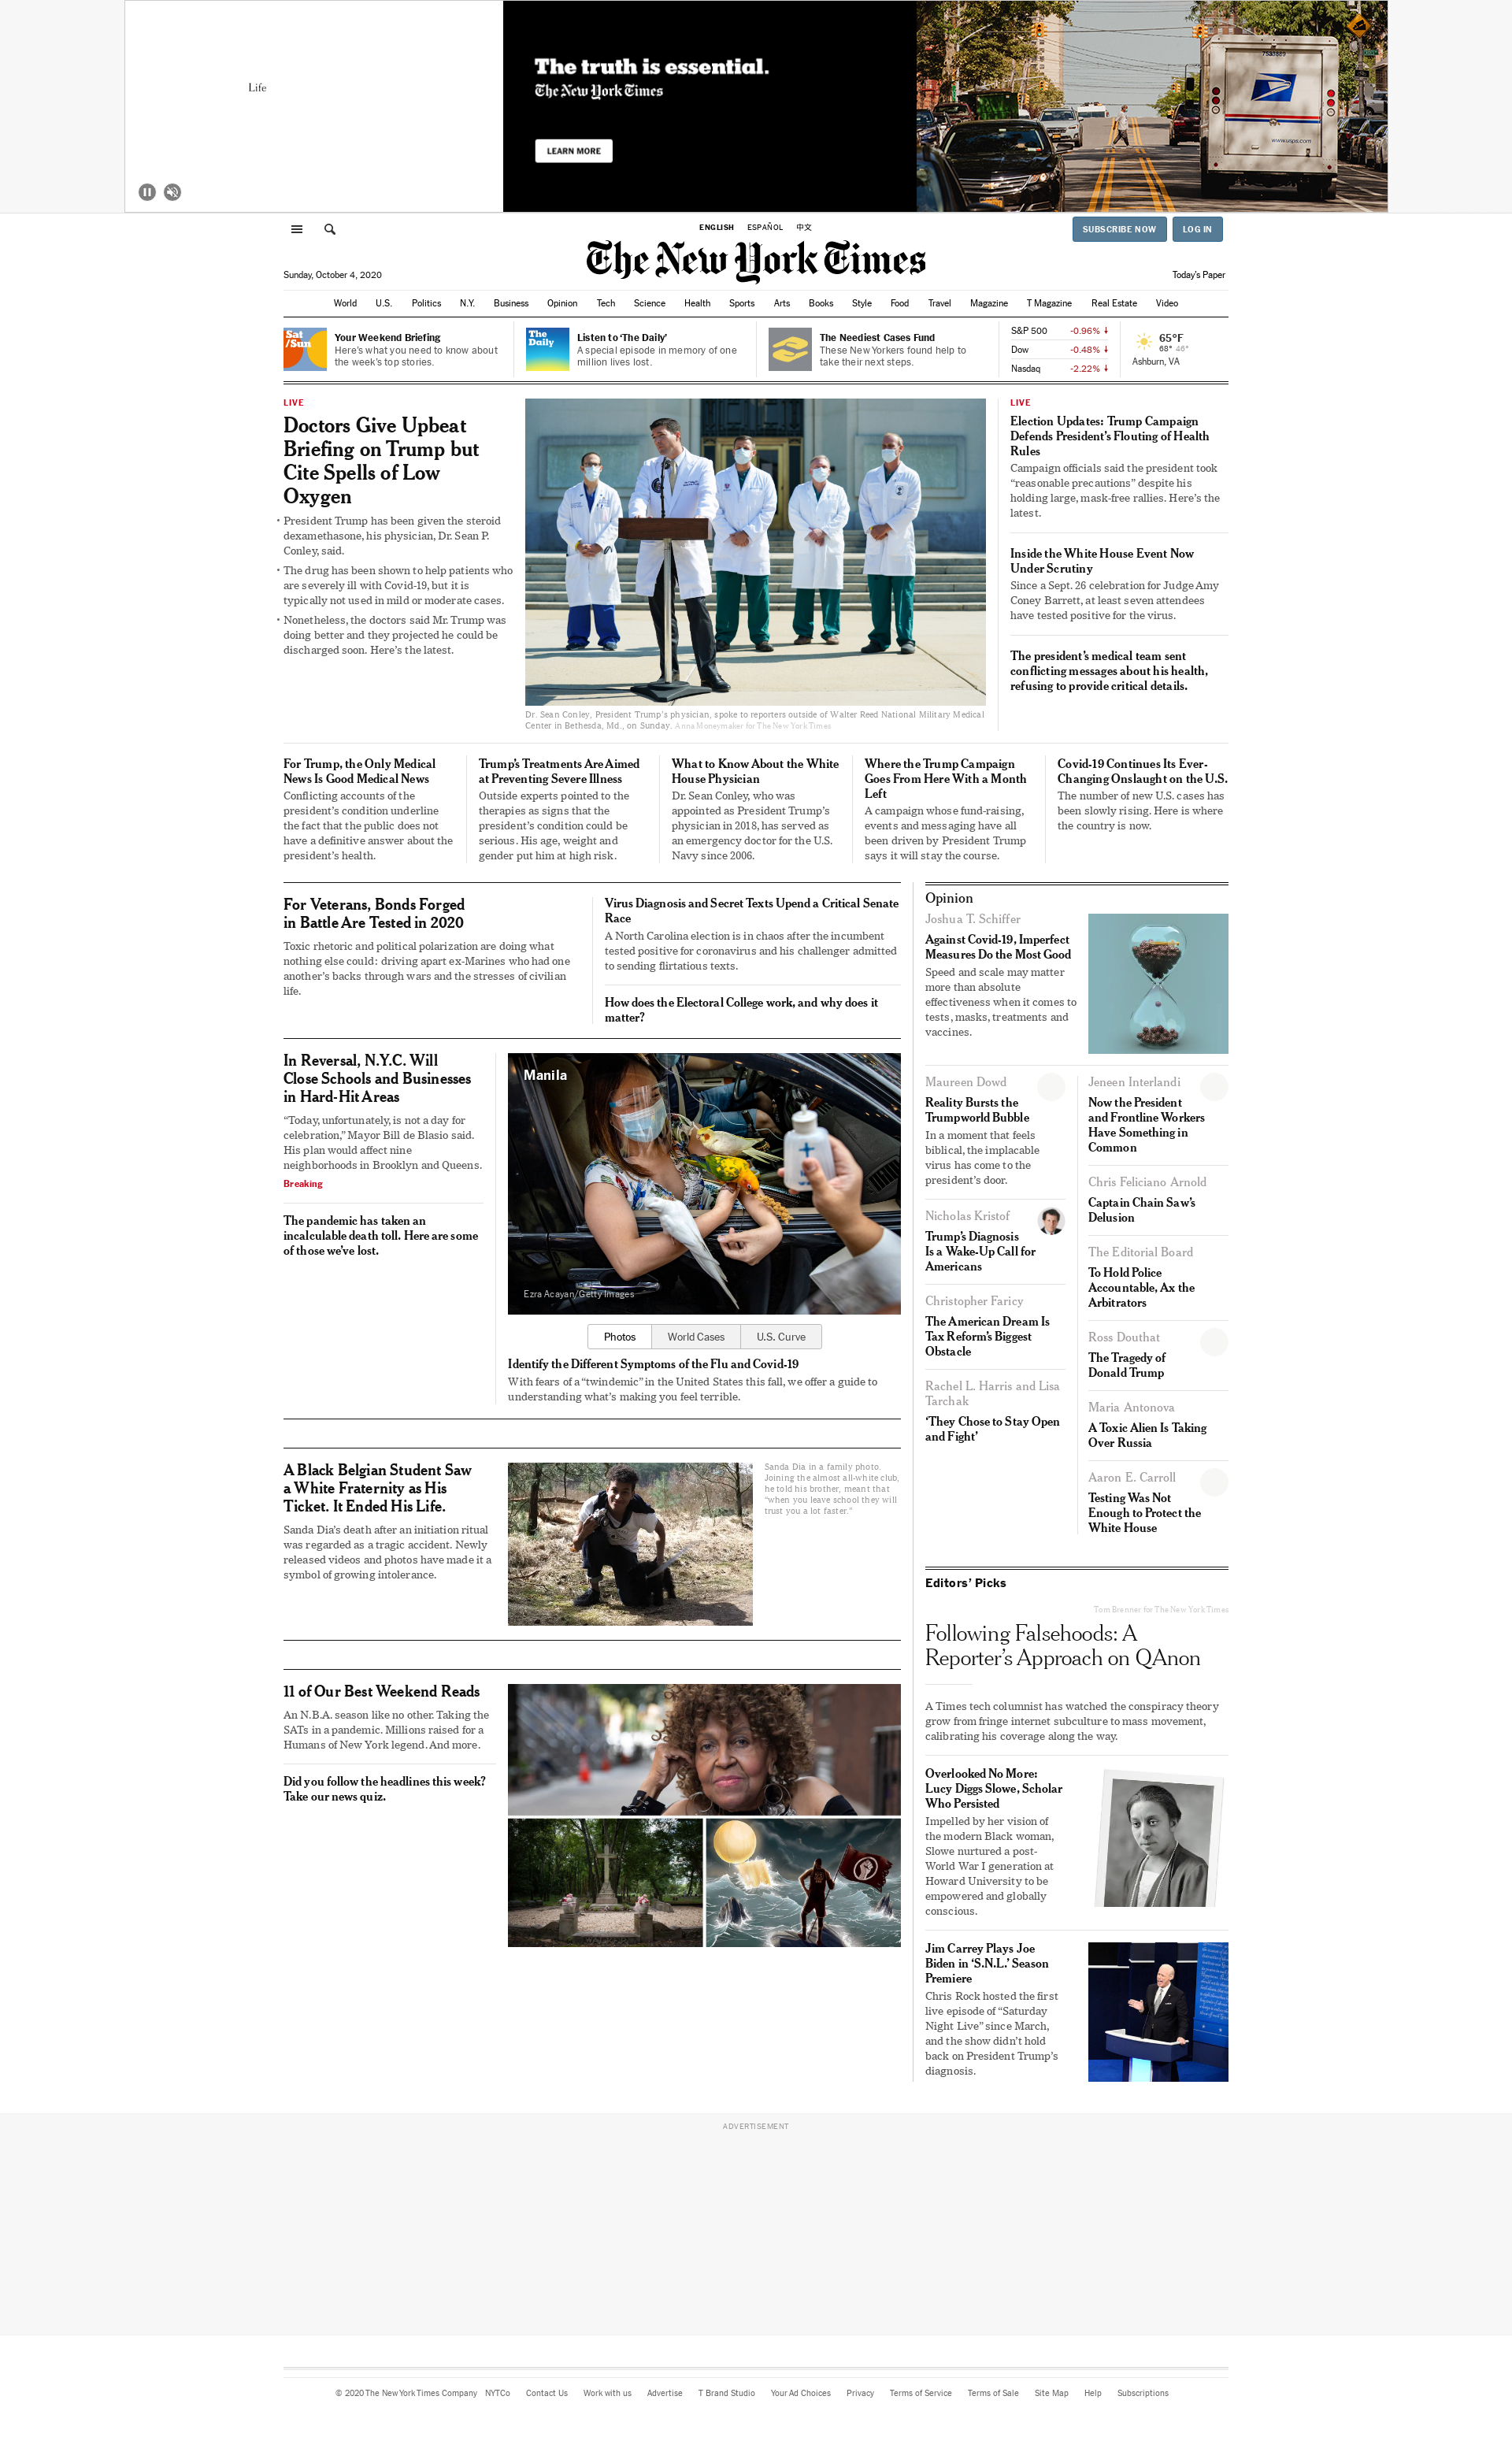 Life
The truth is essential.
The New York Times
LEARN MORE
7533589
www.usps.com
ENGLISH ESPAÑOL 中文
SUBSCRIBE NOW LOG IN
The New York Times
Sunday, October 4, 2020
Today's Paper
World U.S. Politics N.Y. Business Opinion Tech Science Health Sports Arts Books Style Food Travel Magazine T Magazine Real Estate Video
Sat
/Sun
Your Weekend Briefing
Here's what you need to know about
the week's top stories.
The
Daily
Listen to 'The Daily'
A special episode in memory of one
million lives lost.
The Neediest Cases Fund
These New Yorkers found help to
take their next steps.
S&P 500 -0.96% ↓
Dow -0.48% ↓
Nasdaq -2.22% ↓
65°F
68° 46°
Ashburn, VA
LIVE
Doctors Give Upbeat
Briefing on Trump but
Cite Spells of Low
Oxygen
• President Trump has been given the steroid
dexamethasone, his physician, Dr. Sean P.
Conley, said.
• The drug has been shown to help patients who
are severely ill with Covid-19, but it is
typically not used in mild or moderate cases.
• Nonetheless, the doctors said Mr. Trump was
doing better and they projected he could be
discharged soon. Here's the latest.
Dr. Sean Conley, President Trump's physician, spoke to reporters outside of Walter Reed National Military Medical
Center in Bethesda, Md., on Sunday. Anna Moneymaker for The New York Times
LIVE
Election Updates: Trump Campaign
Defends President's Flouting of Health
Rules
Campaign officials said the president took
“reasonable precautions” despite his
holding large, mask-free rallies. Here's the
latest.
Inside the White House Event Now
Under Scrutiny
Since a Sept. 26 celebration for Judge Amy
Coney Barrett, at least seven attendees
have tested positive for the virus.
The president's medical team sent
conflicting messages about his health,
refusing to provide critical details.
For Trump, the Only Medical
News Is Good Medical News
Conflicting accounts of the
president's condition underline
the fact that the public does not
have a definitive answer about the
president's health.
Trump's Treatments Are Aimed
at Preventing Severe Illness
Outside experts pointed to the
therapies as signs that the
president's condition could be
serious. His age, weight and
gender put him at high risk.
What to Know About the White
House Physician
Dr. Sean Conley, who was
appointed as President Trump's
physician in 2018, has served as
an emergency doctor for the U.S.
Navy since 2006.
Where the Trump Campaign
Goes From Here With a Month
Left
A campaign whose fund-raising,
events and messaging have all
been driven by President Trump
says it will stay the course.
Covid-19 Continues Its Ever-
Changing Onslaught on the U.S.
The number of new U.S. cases has
been slowly rising. Here is where
the country is now.
For Veterans, Bonds Forged
in Battle Are Tested in 2020
Toxic rhetoric and political polarization are doing what
nothing else could: driving apart ex-Marines who had one
another's backs through wars and the stresses of civilian
life.
Virus Diagnosis and Secret Texts Upend a Critical Senate
Race
A North Carolina election is in chaos after the incumbent
tested positive for coronavirus and his challenger admitted
to sending flirtatious texts.
How does the Electoral College work, and why does it
matter?
In Reversal, N.Y.C. Will
Close Schools and Businesses
in Hard-Hit Areas
“Today, unfortunately, is not a day for
celebration,” Mayor Bill de Blasio said.
His plan would affect nine
neighborhoods in Brooklyn and Queens.
Breaking
The pandemic has taken an
incalculable death toll. Here are some
of those we've lost.
Manila
Ezra Acayan/Getty Images
Photos World Cases U.S. Curve
Identify the Different Symptoms of the Flu and Covid-19
With fears of a “twindemic” in the United States this fall, we offer a guide to
understanding what's making you feel terrible.
A Black Belgian Student Saw
a White Fraternity as His
Ticket. It Ended His Life.
Sanda Dia's death after an initiation ritual
was regarded as a tragic accident. Newly
released videos and photos have made it a
symbol of growing intolerance.
Sanda Dia in a family photo.
Joining the almost all-white club,
he told his brother, meant that
“when you leave school they will
trust you a lot faster.”
11 of Our Best Weekend Reads
An N.B.A. season like no other. Taking the
SATs in a pandemic. Millions raised for a
Humans of New York legend. And more.
Did you follow the headlines this week?
Take our news quiz.
Opinion
Joshua T. Schiffer
Against Covid-19, Imperfect
Measures Do the Most Good
Speed and scale may matter
more than absolute
effectiveness when it comes to
tests, masks, treatments and
vaccines.
Maureen Dowd
Reality Bursts the
Trumpworld Bubble
In a moment that feels
biblical, the implacable
virus has come to the
president's door.
Nicholas Kristof
Trump's Diagnosis
Is a Wake-Up Call for
Americans
Christopher Faricy
The American Dream Is
Tax Reform's Biggest
Obstacle
Rachel L. Harris and Lisa
Tarchak
‘They Chose to Stay Open
and Fight’
Jeneen Interlandi
Now the President
and Frontline Workers
Have Something in
Common
Chris Feliciano Arnold
Captain Chain Saw's
Delusion
The Editorial Board
To Hold Police
Accountable, Ax the
Arbitrators
Ross Douthat
The Tragedy of
Donald Trump
Maria Antonova
A Toxic Alien Is Taking
Over Russia
Aaron E. Carroll
Testing Was Not
Enough to Protect the
White House
Editors' Picks
Tom Brenner for The New York Times
Following Falsehoods: A
Reporter's Approach on QAnon
A Times tech columnist has watched the conspiracy theory
grow from fringe internet subculture to mass movement,
calibrating his coverage along the way.
Overlooked No More:
Lucy Diggs Slowe, Scholar
Who Persisted
Impelled by her vision of
the modern Black woman,
Slowe nurtured a post-
World War I generation at
Howard University to be
empowered and globally
conscious.
Jim Carrey Plays Joe
Biden in ‘S.N.L.’ Season
Premiere
Chris Rock hosted the first
live episode of “Saturday
Night Live” since March,
and the show didn't hold
back on President Trump's
diagnosis.
ADVERTISEMENT
© 2020 The New York Times Company NYTCo Contact Us Work with us Advertise T Brand Studio Your Ad Choices Privacy Terms of Service Terms of Sale Site Map Help Subscriptions